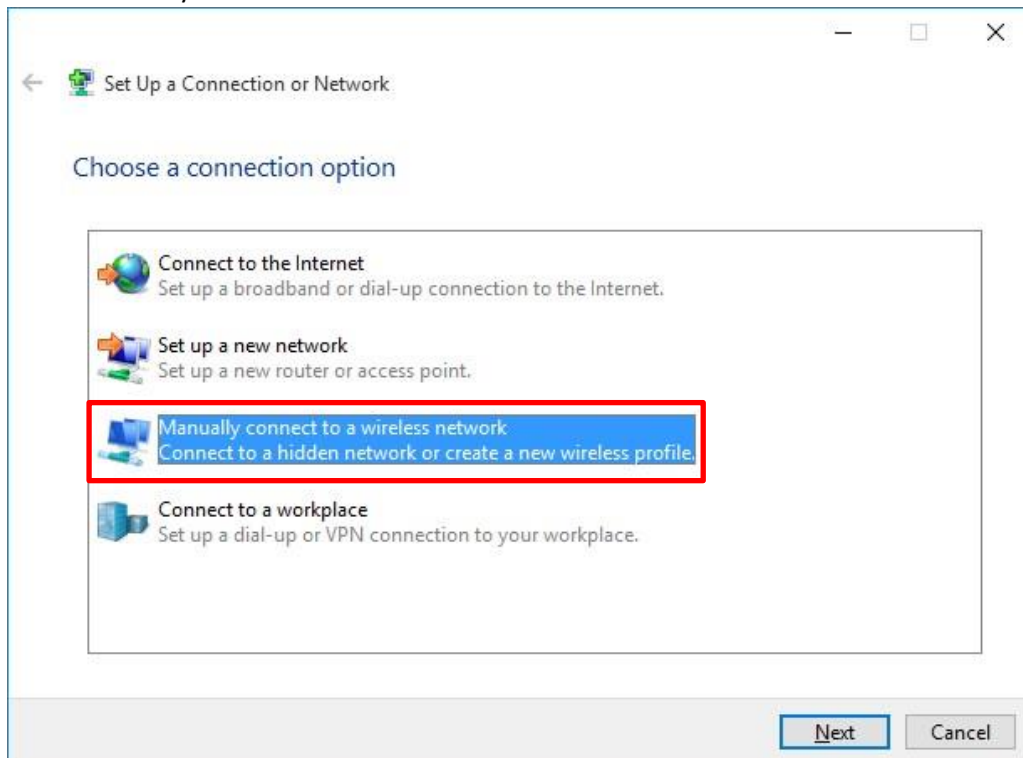 Set Up a Connection or Network
Choose a connection option
Connect to the Internet
Set up a broadband or dial-up connection to the Internet.
Set up a new network
Set up a new router or access point.
Manually connect to a wireless network
Connect to a hidden network or create a new wireless profile.
Connect to a workplace
Set up a dial-up or VPN connection to your workplace.
Next Cancel